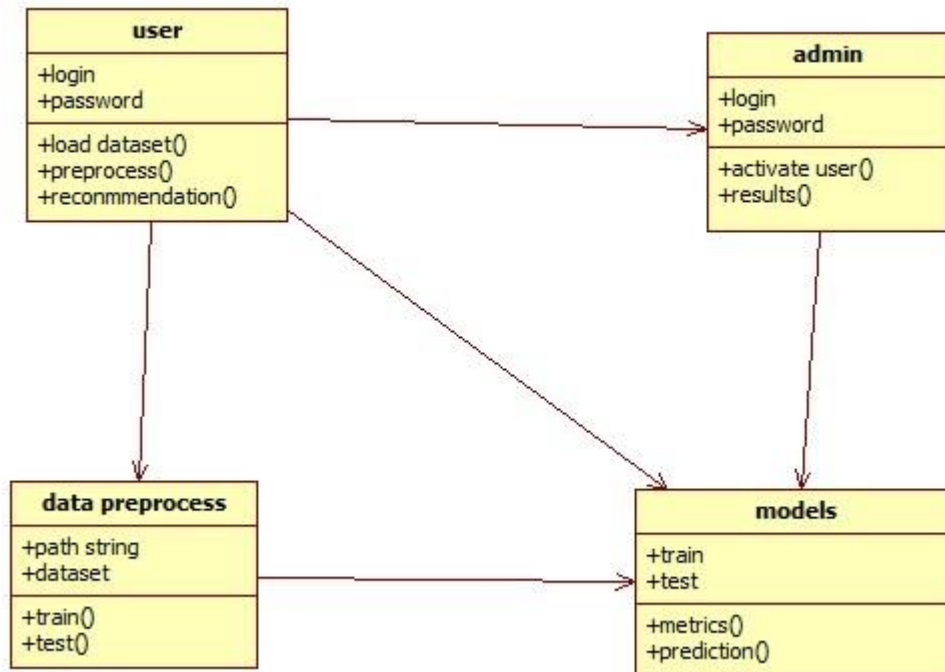 user
+login
+password
+load dataset()
+preprocess()
+reconmmendation()
admin
+login
+password
+activate user()
+results()
data preprocess
+path string
+dataset
+train()
+test()
models
+train
+test
+metrics()
+prediction()